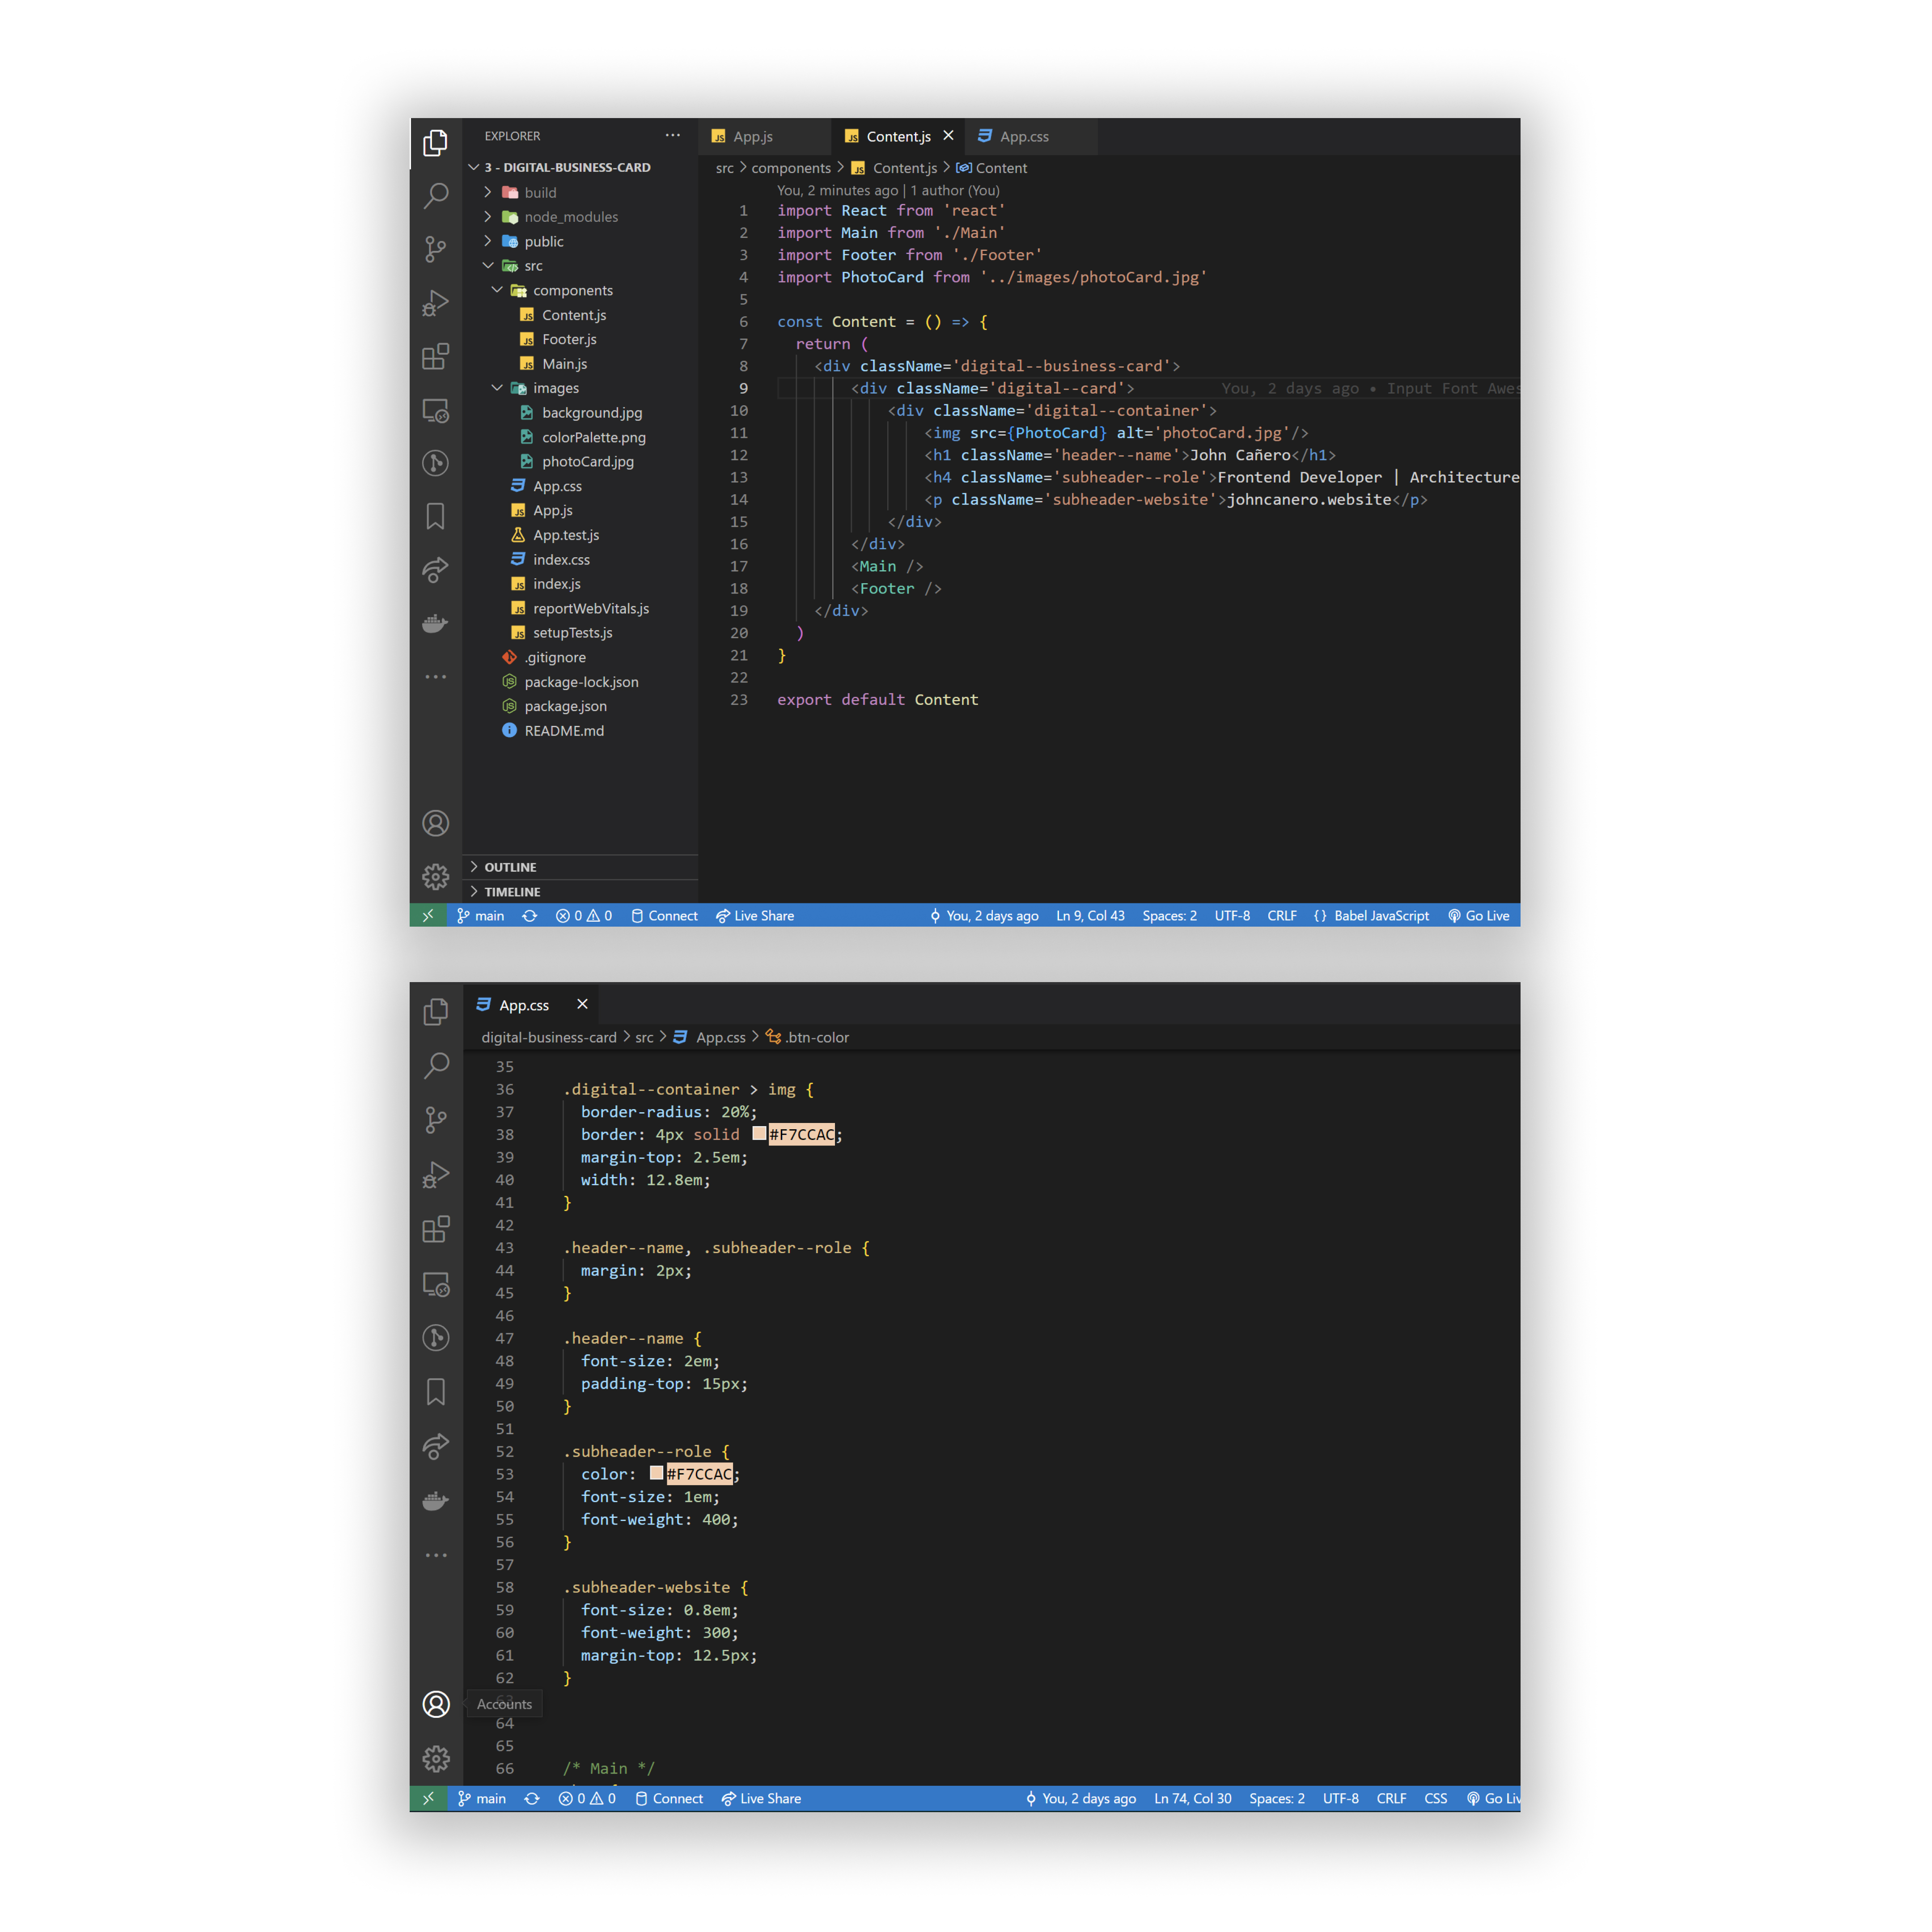 EXPLORER
3 - DIGITAL-BUSINESS-CARD
build
node_modules
public
src
components
Content.js
Footer.js
Main.js
images
background.jpg
colorPalette.png
photoCard.jpg
App.css
App.js
App.test.js
index.css
index.js
reportWebVitals.js
setupTests.js
.gitignore
package-lock.json
package.json
README.md
OUTLINE
TIMELINE
App.js Content.js App.css
src > components > Content.js > Content
You, 2 minutes ago | 1 author (You)
1 import React from 'react'
2 import Main from './Main'
3 import Footer from './Footer'
4 import PhotoCard from '../images/photoCard.jpg'
5
6 const Content = () => {
7 return (
8 <div className='digital--business-card'>
9 <div className='digital--card'> You, 2 days ago • Input Font Awes
10 <div className='digital--container'>
11 <img src={PhotoCard} alt='photoCard.jpg'/>
12 <h1 className='header--name'>John Cañero</h1>
13 <h4 className='subheader--role'>Frontend Developer | Architecture
14 <p className='subheader-website'>johncanero.website</p>
15 </div>
16 </div>
17 <Main />
18 <Footer />
19 </div>
20 )
21 }
22
23 export default Content
main 0 0 Connect Live Share You, 2 days ago Ln 9, Col 43 Spaces: 2 UTF-8 CRLF {} Babel JavaScript Go Live
App.css
digital-business-card > src > App.css > .btn-color
35
36 .digital--container > img {
37 border-radius: 20%;
38 border: 4px solid #F7CCAC;
39 margin-top: 2.5em;
40 width: 12.8em;
41 }
42
43 .header--name, .subheader--role {
44 margin: 2px;
45 }
46
47 .header--name {
48 font-size: 2em;
49 padding-top: 15px;
50 }
51
52 .subheader--role {
53 color: #F7CCAC;
54 font-size: 1em;
55 font-weight: 400;
56 }
57
58 .subheader-website {
59 font-size: 0.8em;
60 font-weight: 300;
61 margin-top: 12.5px;
62 }
63
Accounts
64
65
66 /* Main */
main 0 0 Connect Live Share You, 2 days ago Ln 74, Col 30 Spaces: 2 UTF-8 CRLF CSS Go Liv